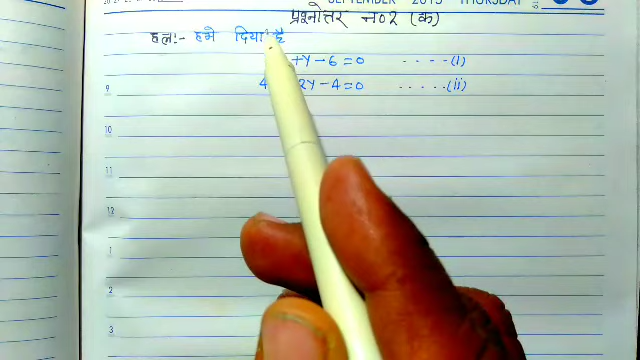 SEPTEMBER 2015 THURSDAY
प्रश्नोत्तर न०2 (क)
हल:- हमे दिया है
+Y - 6 = 0 ---- (i)
9 4 2Y - 4 = 0 ..... (ii)
10
11
12
1
2
3